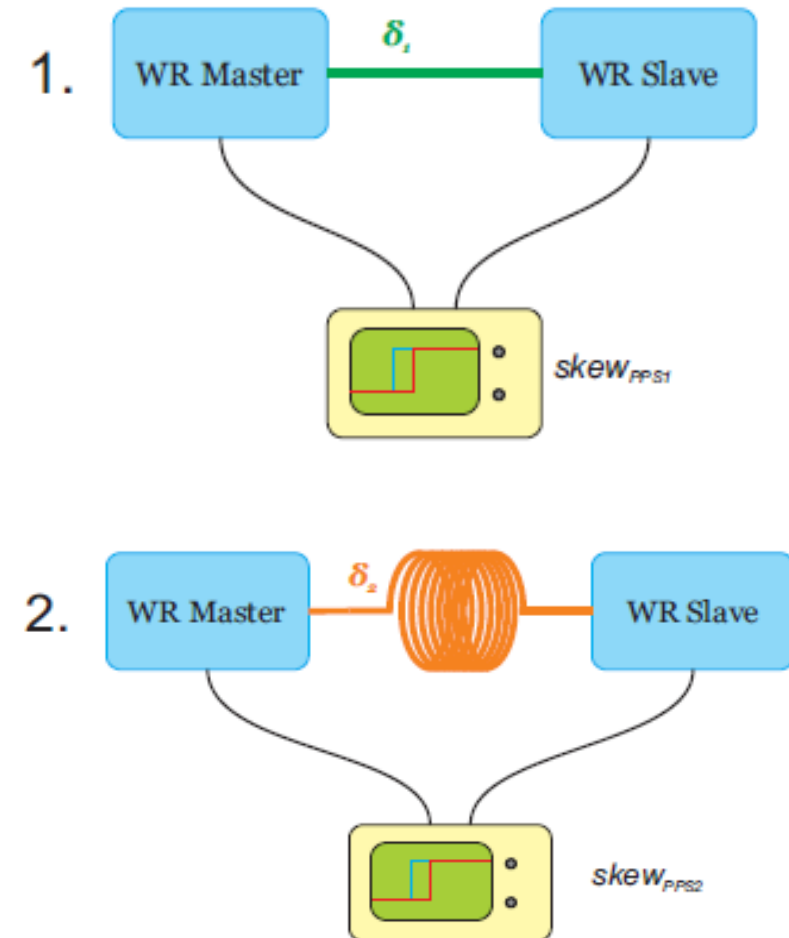 1.
WR Master
δ₁
WR Slave
skewPPS1
2.
WR Master
δ₂
WR Slave
skewPPS2